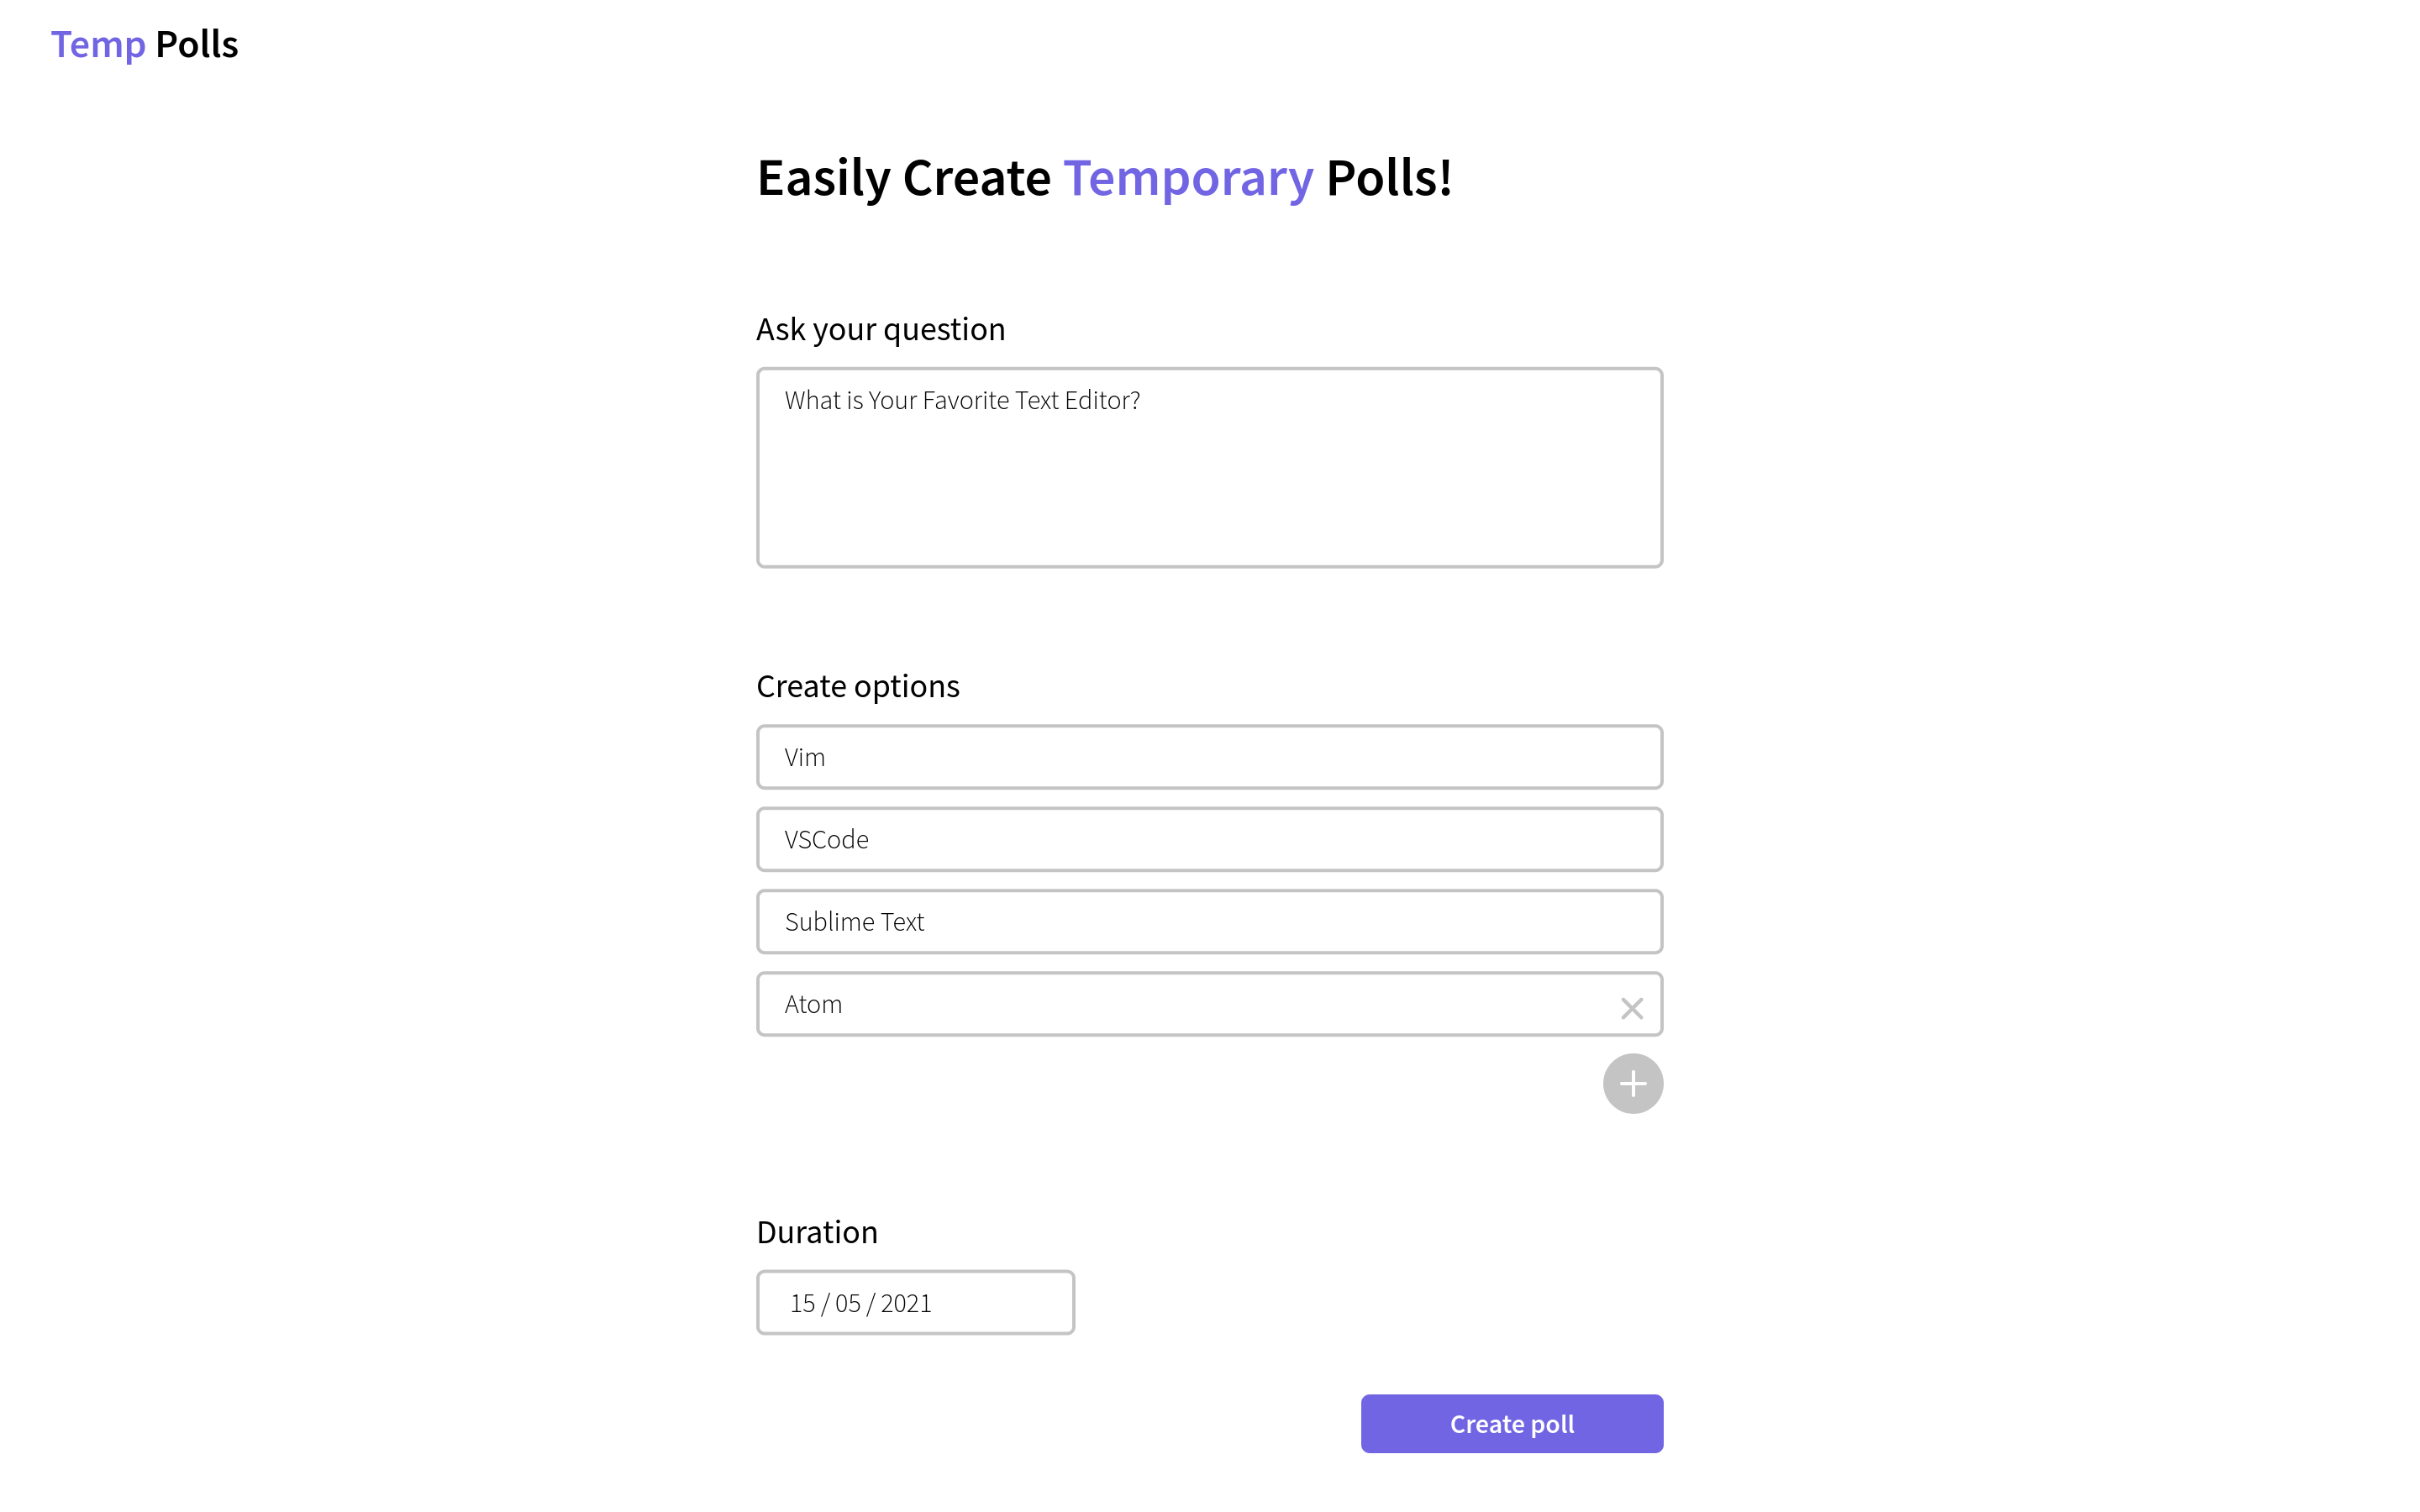 Temp Polls
Easily Create Temporary Polls!
Ask your question
What is Your Favorite Text Editor?
Create options
Vim
VSCode
Sublime Text
Atom
Duration
15 / 05 / 2021
Create poll